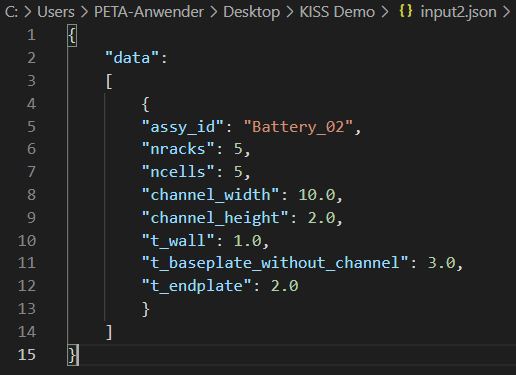 C: > Users > PETA-Anwender > Desktop > KISS Demo > {} input2.json >
1 {
2     "data":
3     [
4         {
5         "assy_id": "Battery_02",
6         "nracks": 5,
7         "ncells": 5,
8         "channel_width": 10.0,
9         "channel_height": 2.0,
10         "t_wall": 1.0,
11         "t_baseplate_without_channel": 3.0,
12         "t_endplate": 2.0
13         }
14     ]
15 }